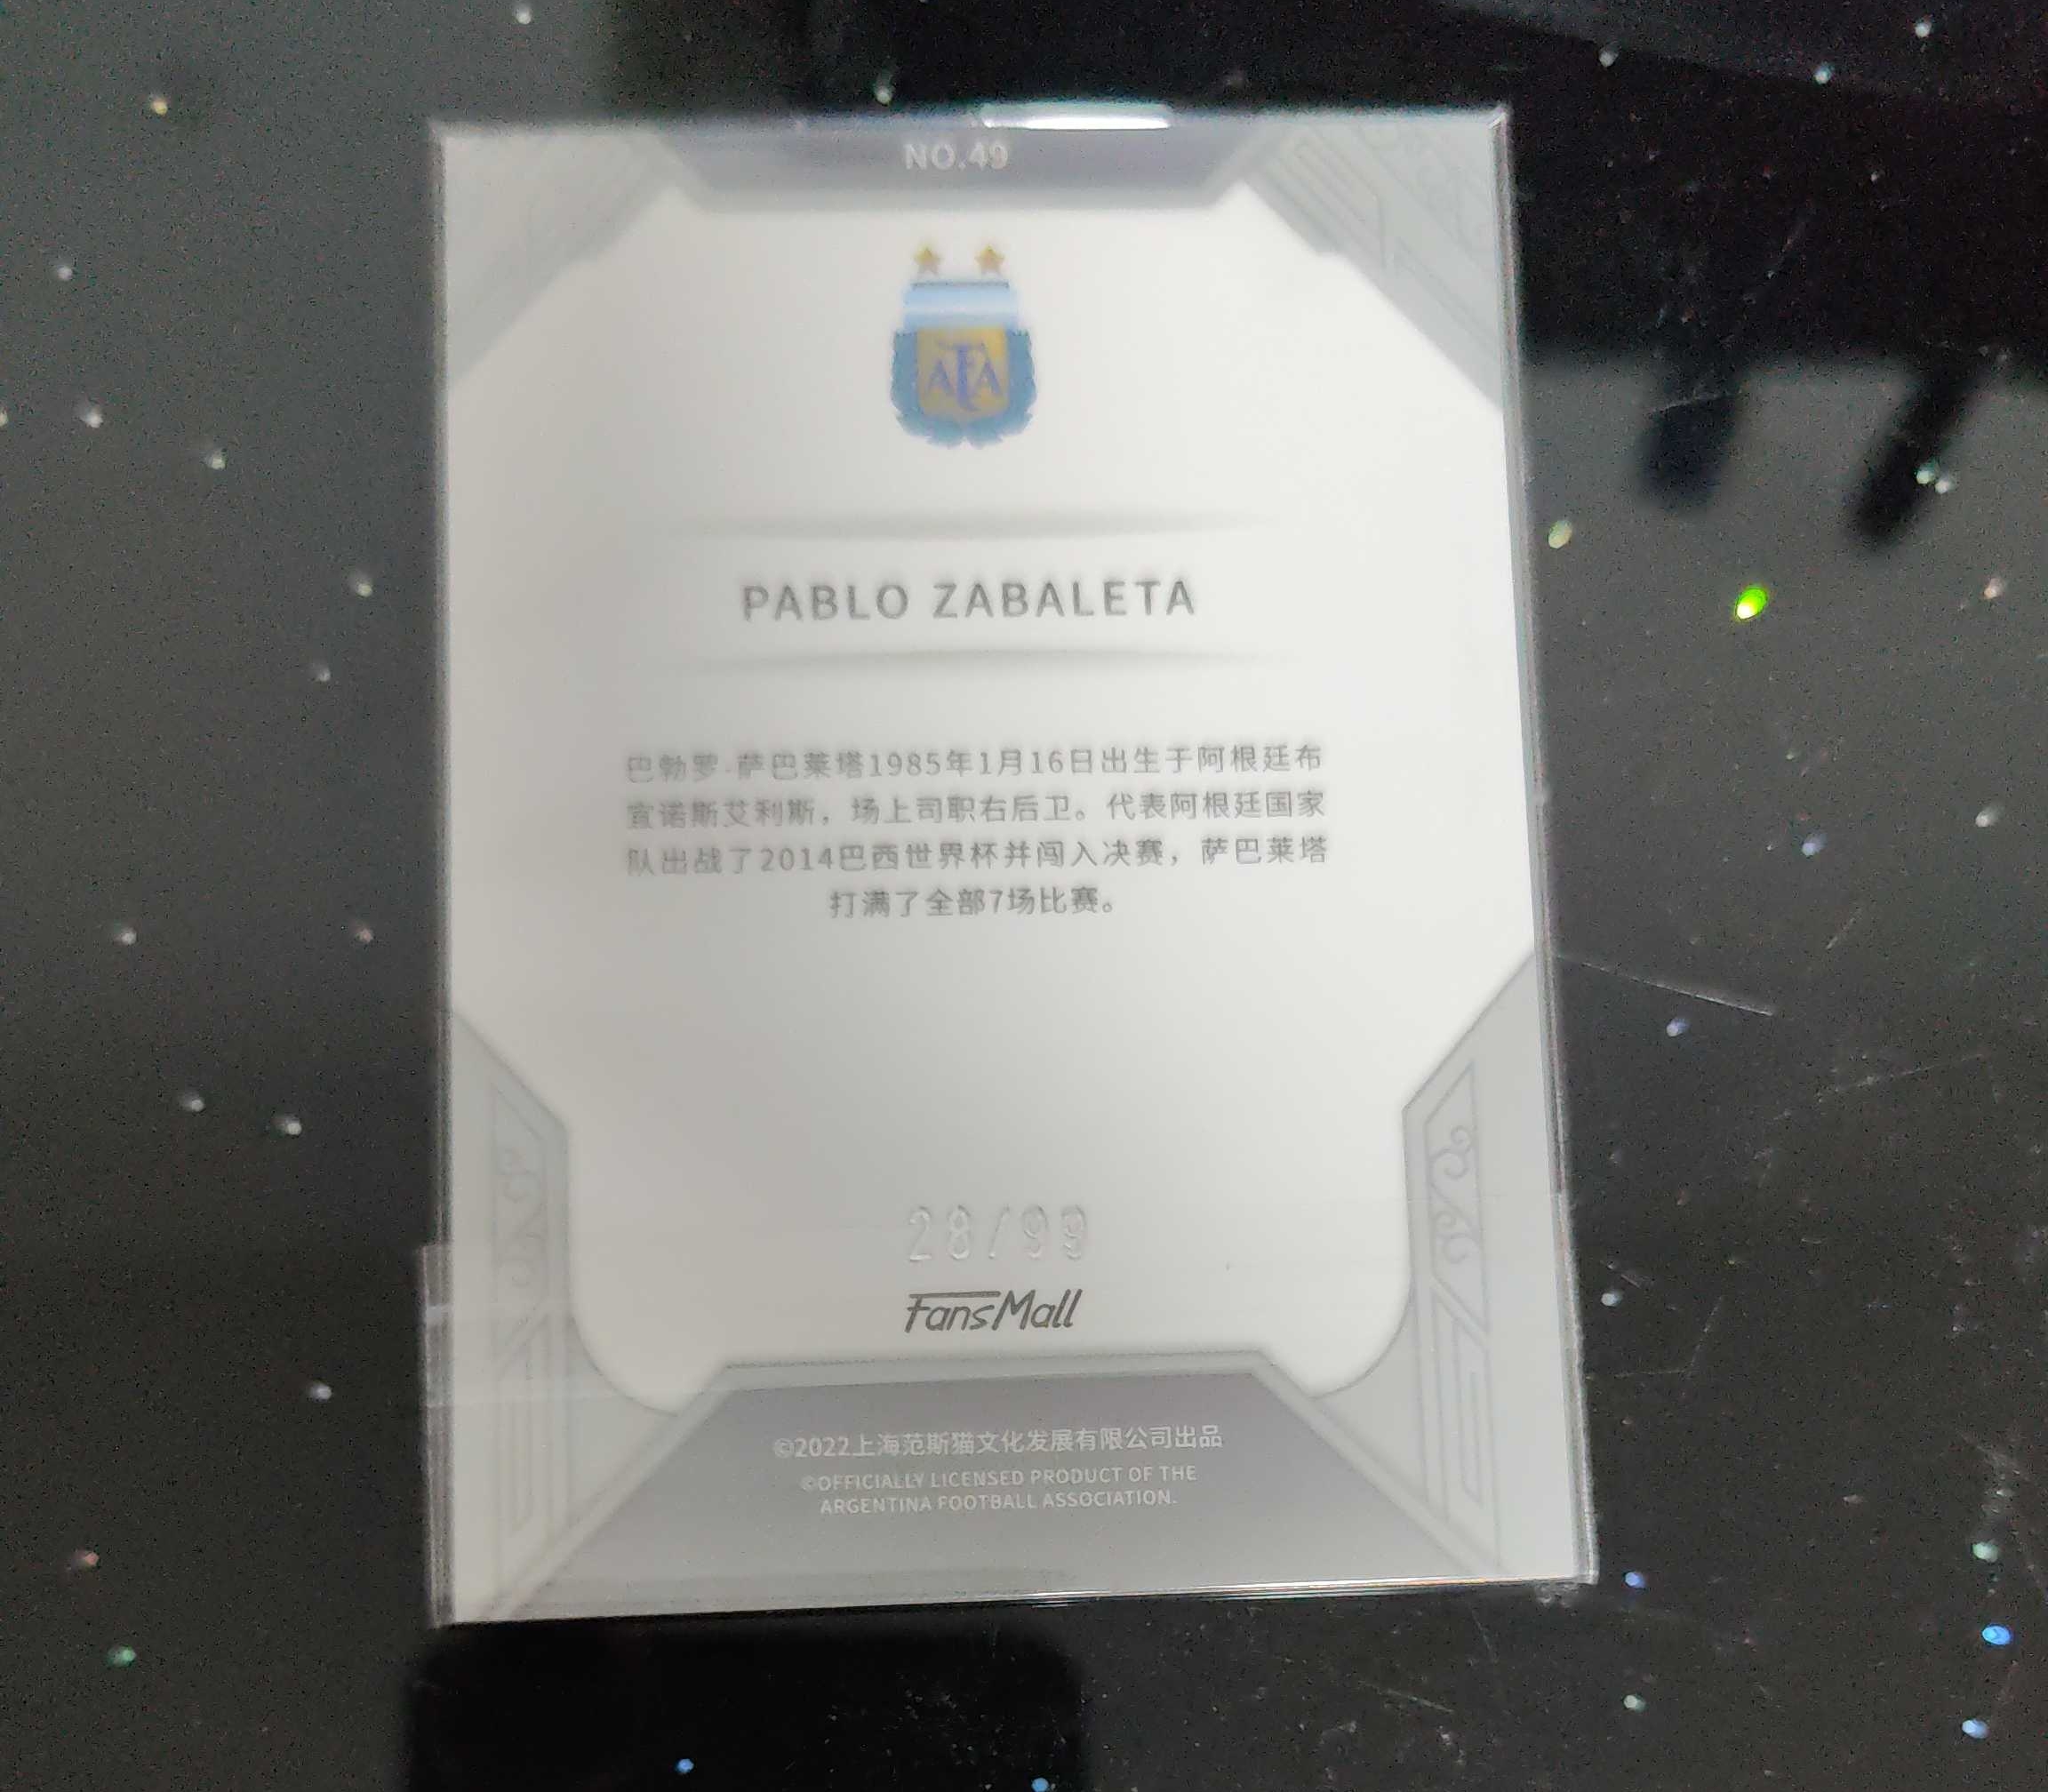 NO.49
AFA
PABLO ZABALETA
巴勃罗·萨巴莱塔1985年1月16日出生于阿根廷布
宜诺斯艾利斯，场上司职右后卫。代表阿根廷国家
队出战了2014巴西世界杯并闯入决赛，萨巴莱塔
打满了全部7场比赛。
28/99
FansMall
©2022上海范斯猫文化发展有限公司出品
©OFFICIALLY LICENSED PRODUCT OF THE
ARGENTINA FOOTBALL ASSOCIATION.